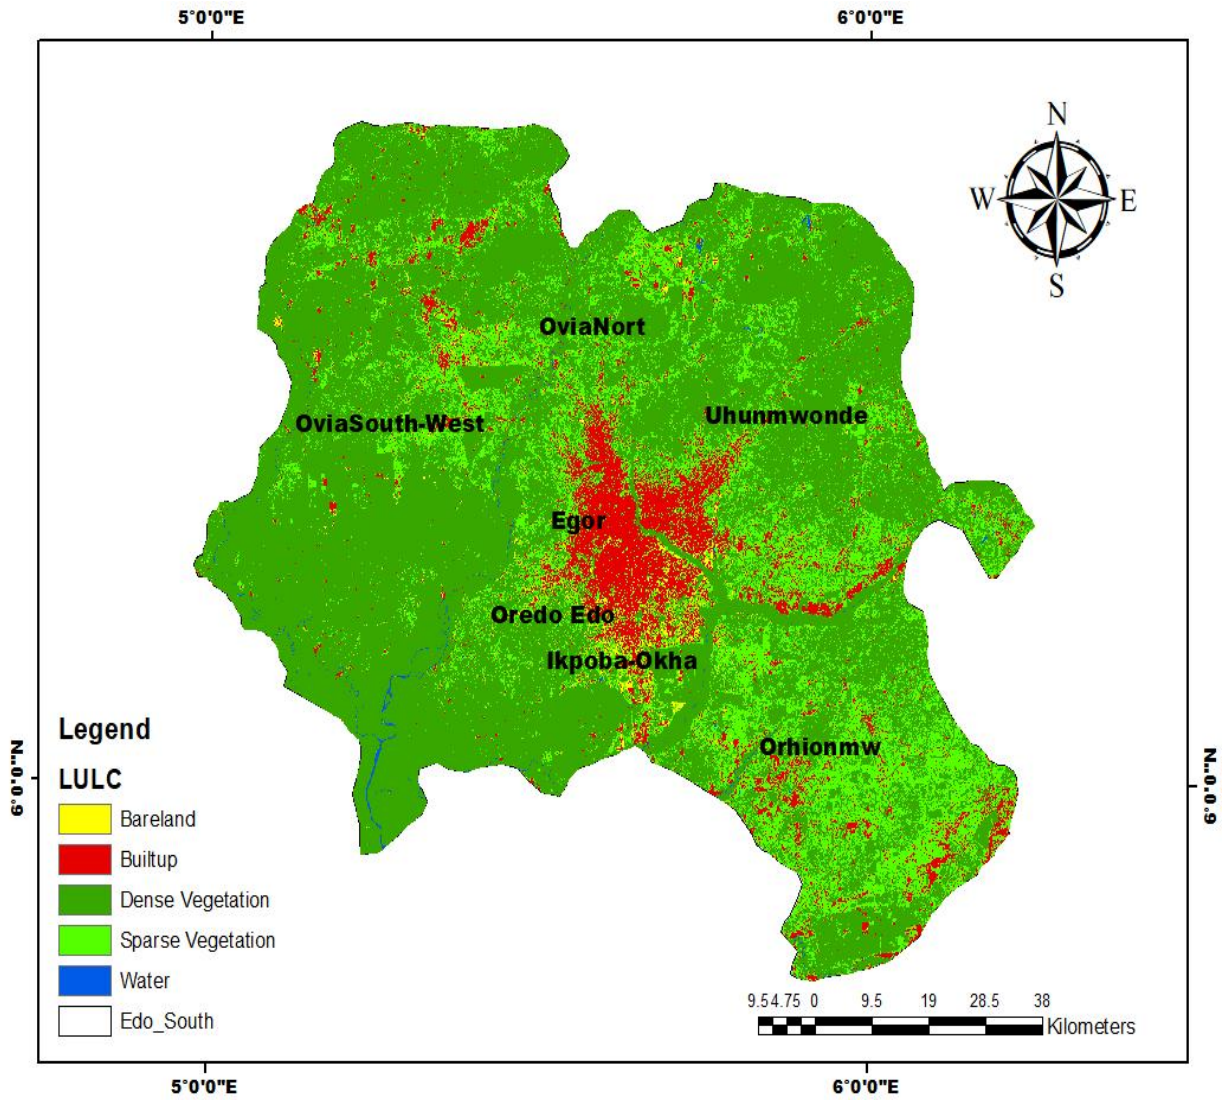 5°0'0"E 6°0'0"E
N
W E
S
OviaNort
Uhunmwonde
OviaSouth-West
Egor
Oredo Edo
Ikpoba-Okha
Orhionmw
6°0'0"N 6°0'0"N
Legend
LULC
Bareland
Builtup
Dense Vegetation
Sparse Vegetation
Water
Edo_South
9.5 4.75 0 9.5 19 28.5 38
Kilometers
5°0'0"E 6°0'0"E